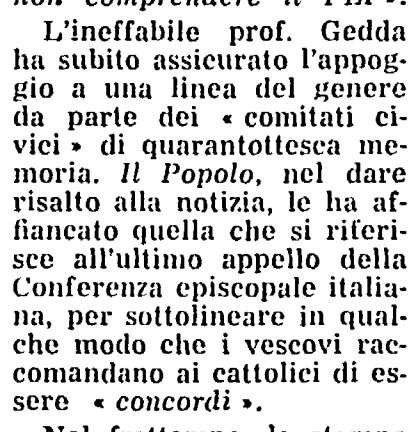 non comprendere il
L'ineffabile prof. Gedda
ha subito assicurato l'appog-
gio a una linea del genere
da parte dei « comitati ci-
vici » di quarantottesca me-
moria. Il Popolo, nel dare
risalto alla notizia, le ha af-
fiancato quella che si riferi-
sce all'ultimo appello della
Conferenza episcopale italia-
na, per sottolineare in qual-
che modo che i vescovi rac-
comandano ai cattolici di es-
sere « concordi ».